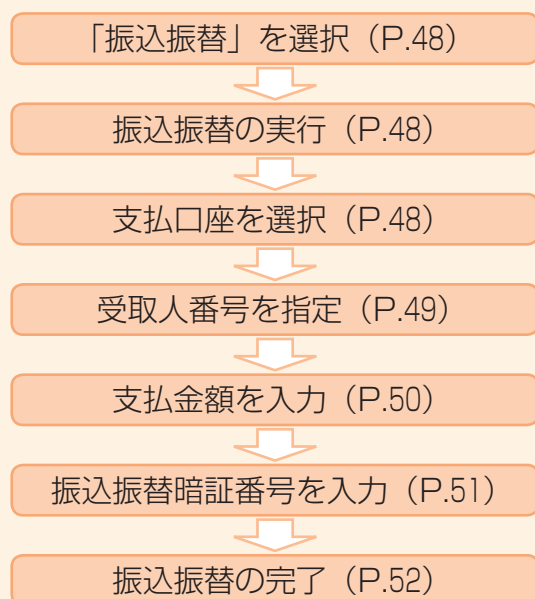 「振込振替」を選択（P.48）
振込振替の実行（P.48）
支払口座を選択（P.48）
受取人番号を指定（P.49）
支払金額を入力（P.50）
振込振替暗証番号を入力（P.51）
振込振替の完了（P.52）